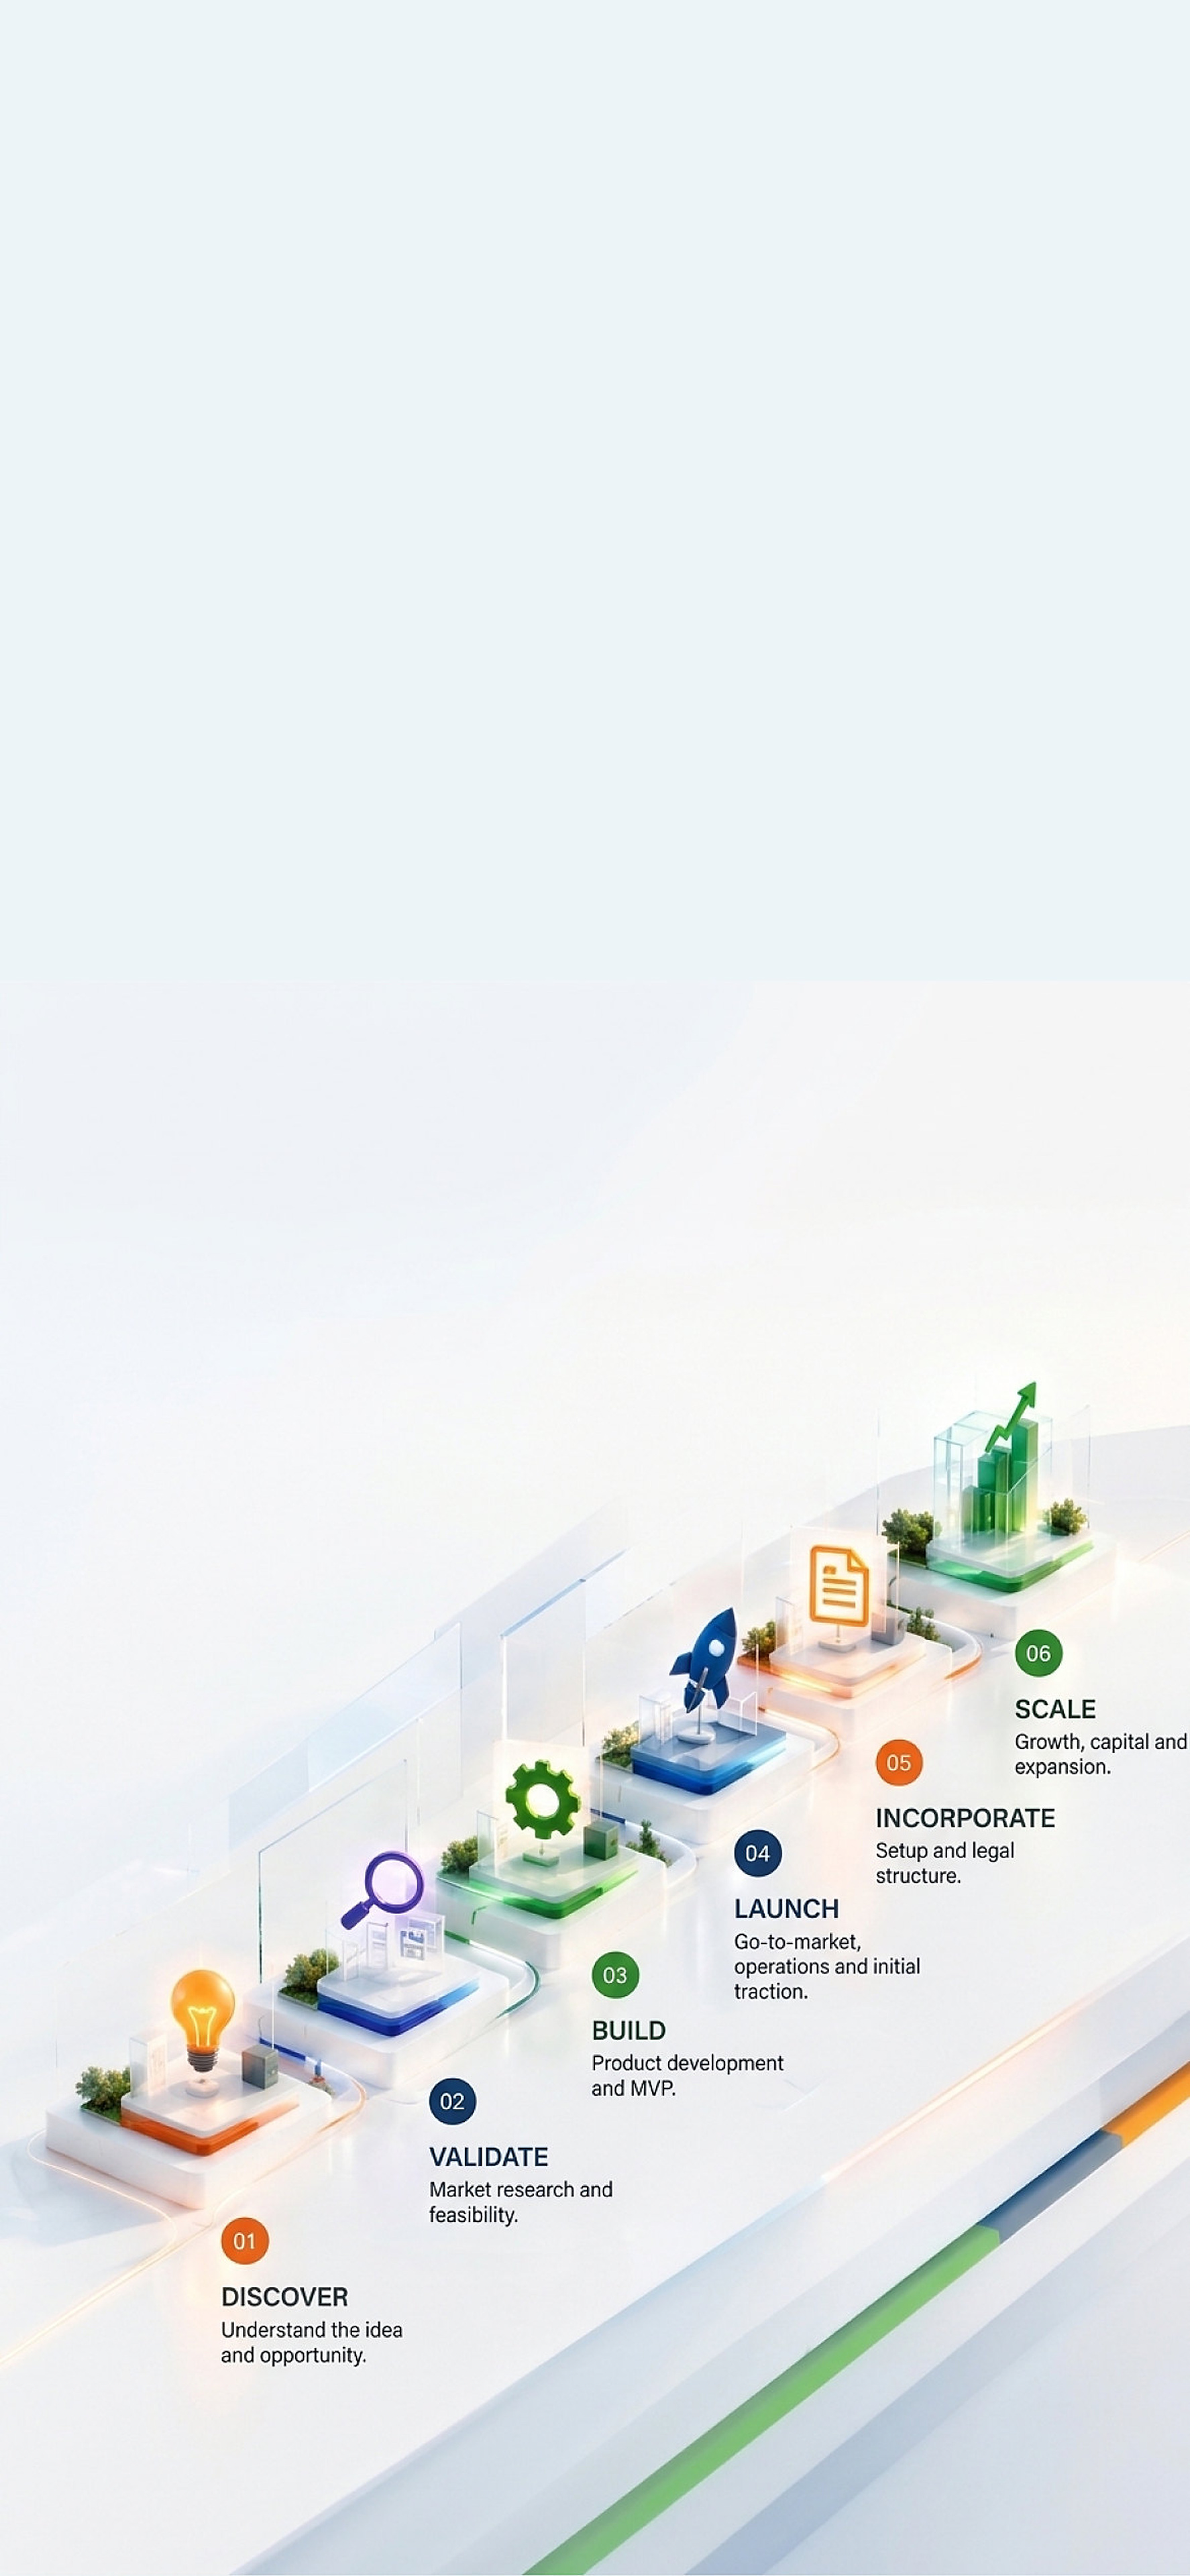 01
DISCOVER
Understand the idea
and opportunity.
02
VALIDATE
Market research and
feasibility.
03
BUILD
Product development
and MVP.
04
LAUNCH
Go-to-market,
operations and initial
traction.
05
INCORPORATE
Setup and legal
structure.
06
SCALE
Growth, capital and
expansion.